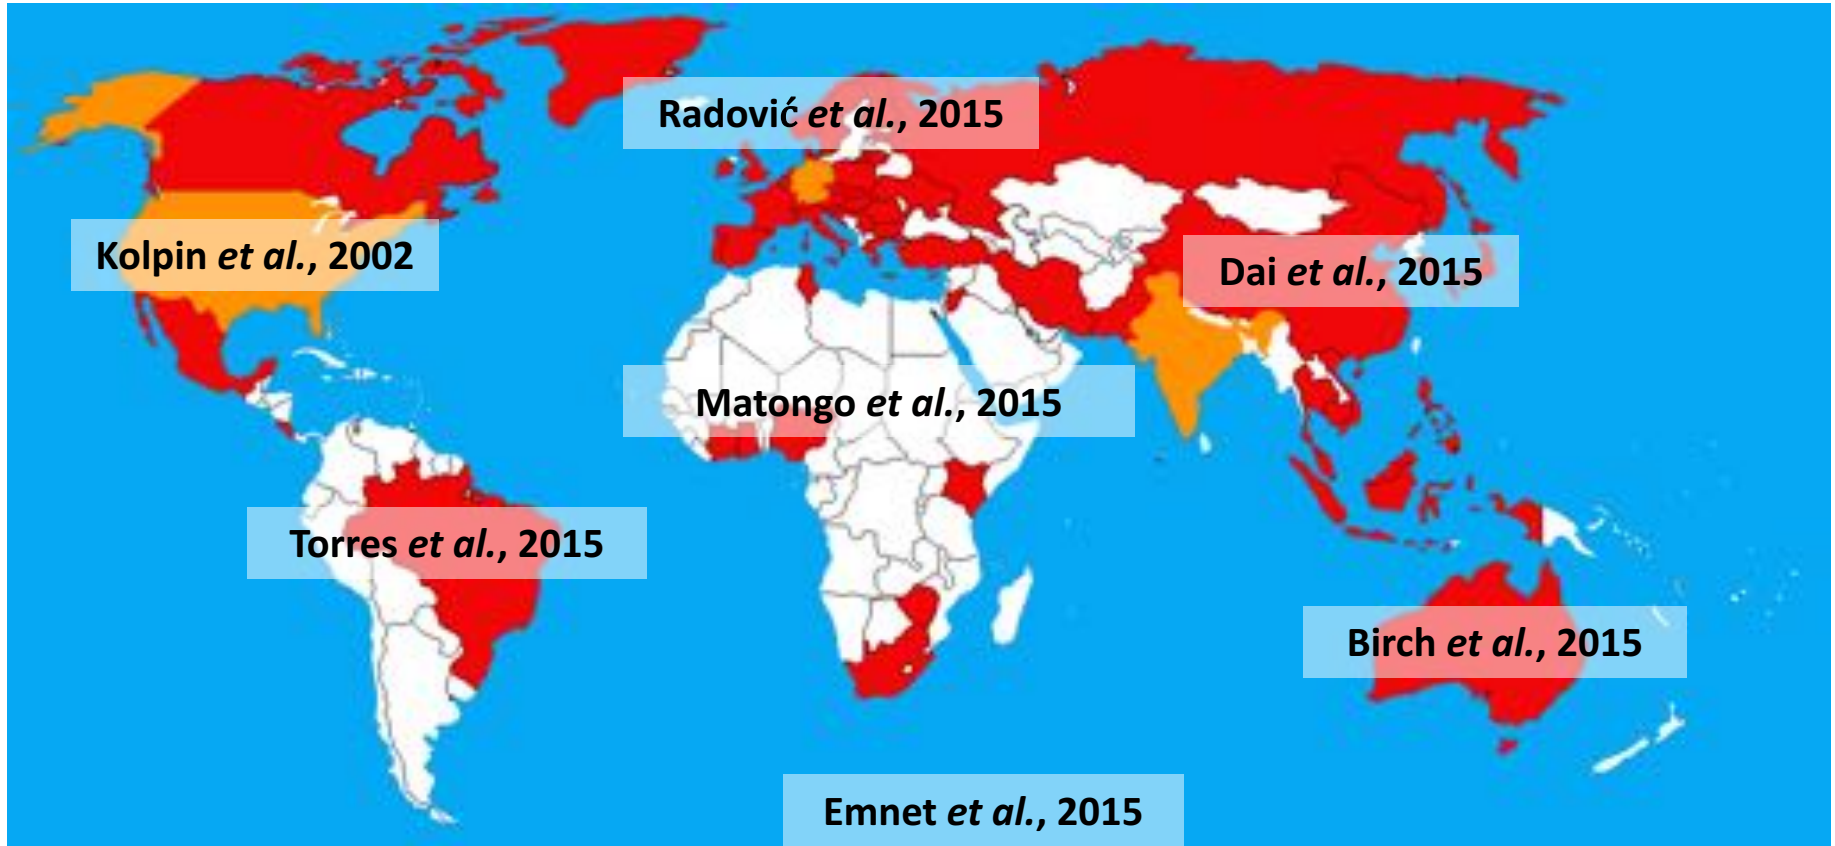 Radović et al., 2015
Kolpin et al., 2002
Dai et al., 2015
Matongo et al., 2015
Torres et al., 2015
Birch et al., 2015
Emnet et al., 2015